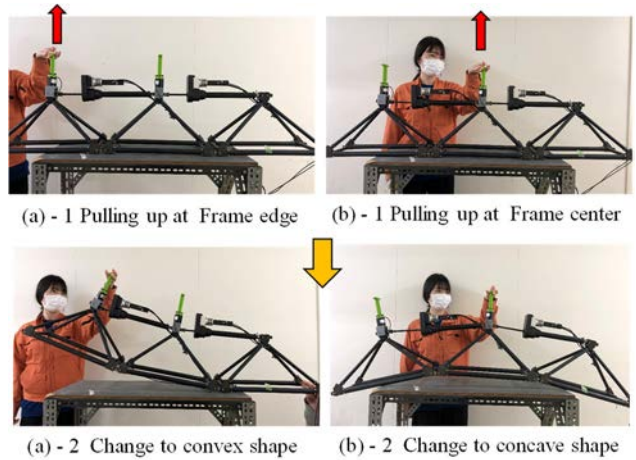 (a) - 1 Pulling up at Frame edge
(b) - 1 Pulling up at Frame center
(a) - 2 Change to convex shape
(b) - 2 Change to concave shape